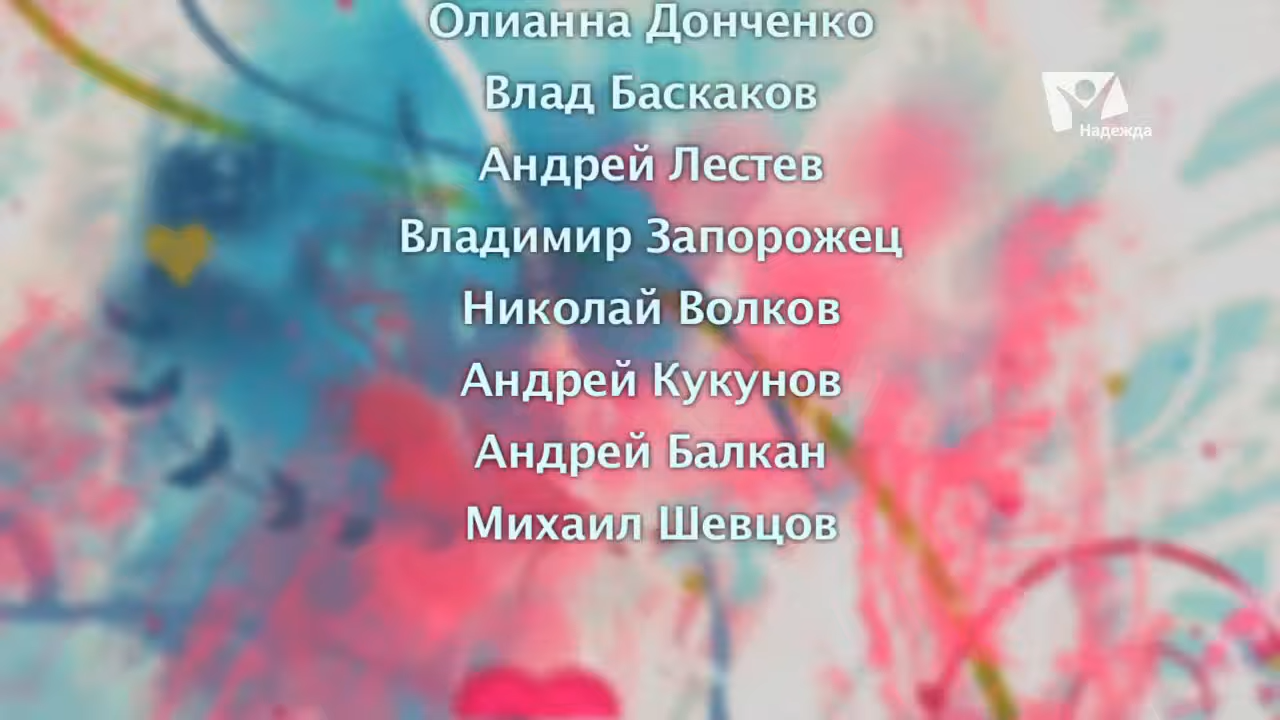 Олианна Донченко
Влад Баскаков
Надежда
Андрей Лестев
Владимир Запорожец
Николай Волков
Андрей Кукунов
Андрей Балкан
Михаил Шевцов